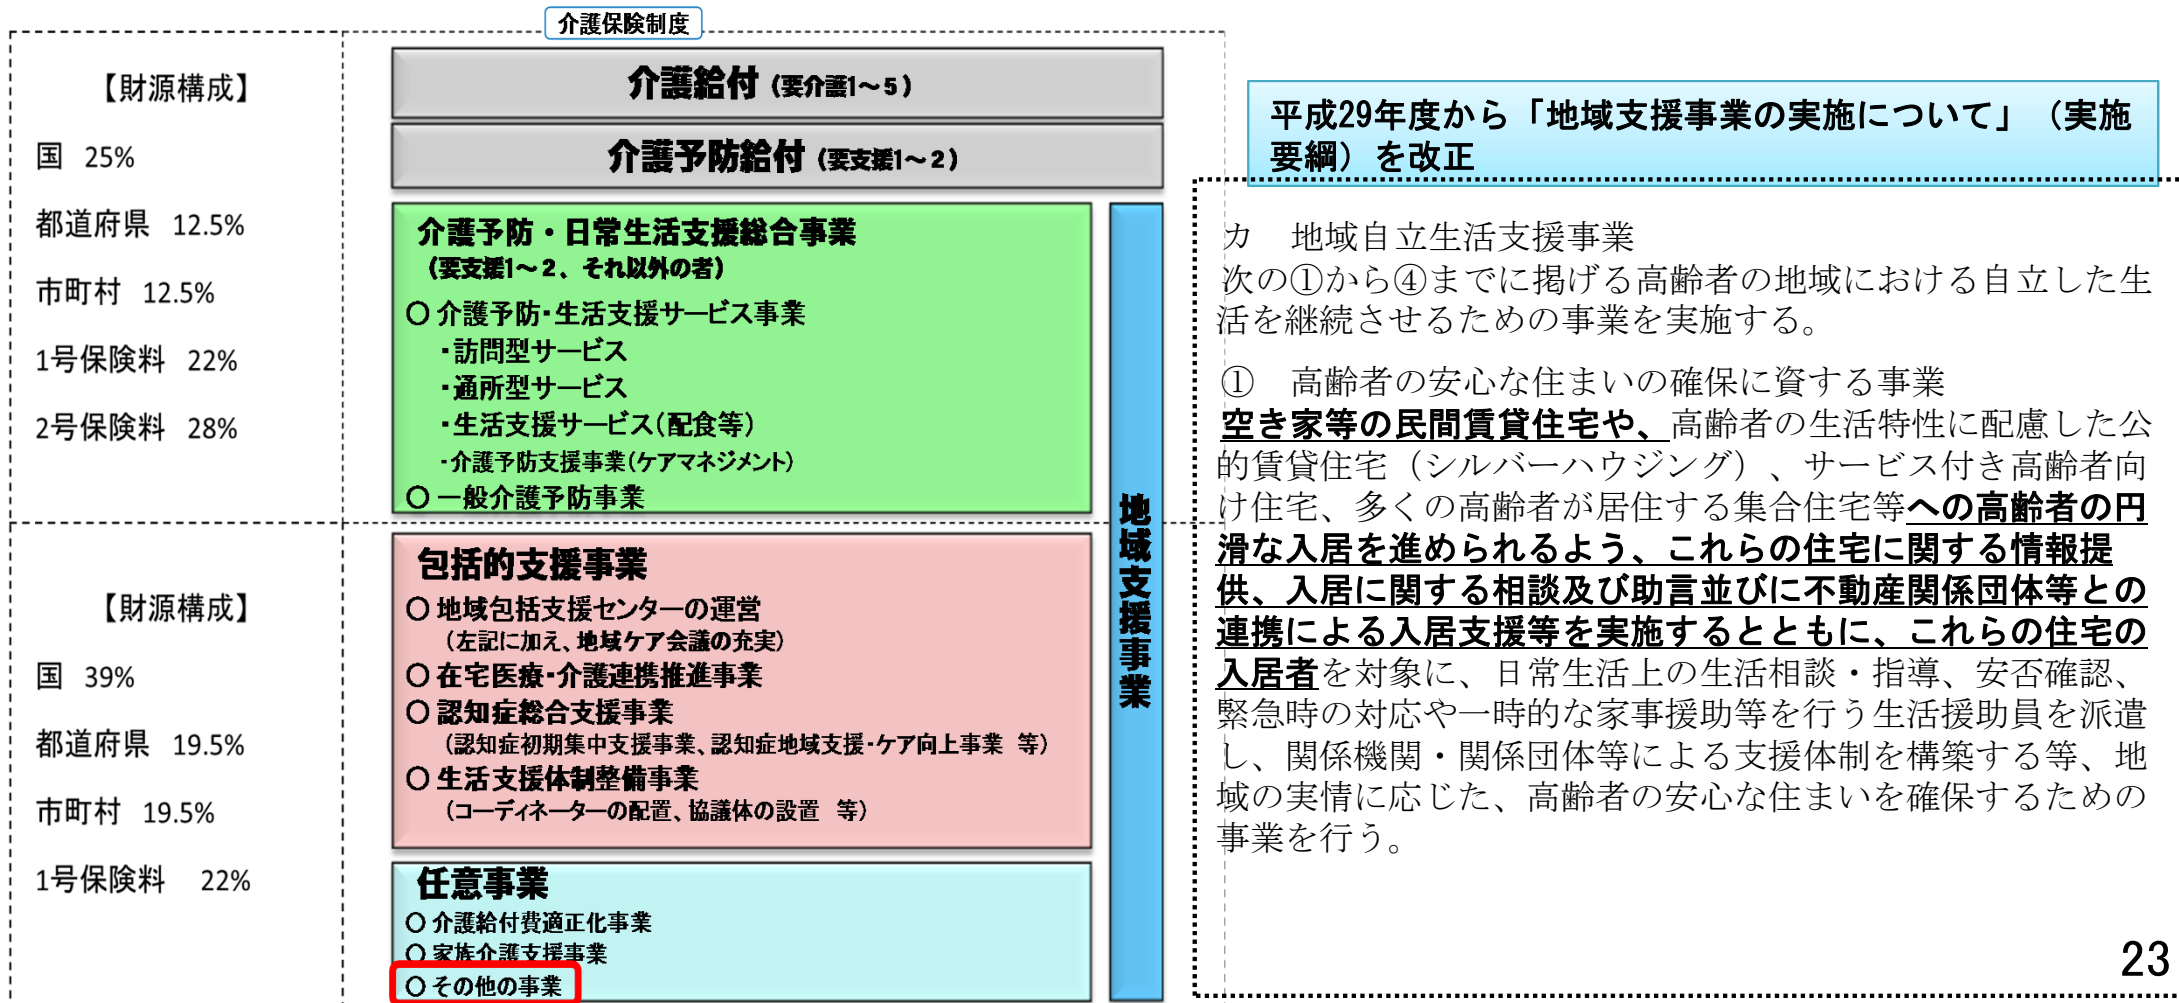 介護保険制度
【財源構成】
国 25%
都道府県 12.5%
市町村 12.5%
1号保険料 22%
2号保険料 28%
【財源構成】
国 39%
都道府県 19.5%
市町村 19.5%
1号保険料 22%
介護給付（要介護1～5）
介護予防給付（要支援1～2）
介護予防・日常生活支援総合事業
（要支援1～2、それ以外の者）
○ 介護予防・生活支援サービス事業
・訪問型サービス
・通所型サービス
・生活支援サービス（配食等）
・介護予防支援事業（ケアマネジメント）
○ 一般介護予防事業
包括的支援事業
○ 地域包括支援センターの運営
（左記に加え、地域ケア会議の充実）
○ 在宅医療・介護連携推進事業
○ 認知症総合支援事業
（認知症初期集中支援事業、認知症地域支援・ケア向上事業 等）
○ 生活支援体制整備事業
（コーディネーターの配置、協議体の設置 等）
任意事業
○ 介護給付費適正化事業
○ 家族介護支援事業
○ その他の事業
地域支援事業
平成29年度から「地域支援事業の実施について」（実施
要綱）を改正
カ 地域自立生活支援事業
次の①から④までに掲げる高齢者の地域における自立した生
活を継続させるための事業を実施する。
① 高齢者の安心な住まいの確保に資する事業
空き家等の民間賃貸住宅や、高齢者の生活特性に配慮した公
的賃貸住宅（シルバーハウジング）、サービス付き高齢者向
け住宅、多くの高齢者が居住する集合住宅等への高齢者の円
滑な入居を進められるよう、これらの住宅に関する情報提
供、入居に関する相談及び助言並びに不動産関係団体等との
連携による入居支援等を実施するとともに、これらの住宅の
入居者を対象に、日常生活上の生活相談・指導、安否確認、
緊急時の対応や一時的な家事援助等を行う生活援助員を派遣
し、関係機関・関係団体等による支援体制を構築する等、地
域の実情に応じた、高齢者の安心な住まいを確保するための
事業を行う。
23